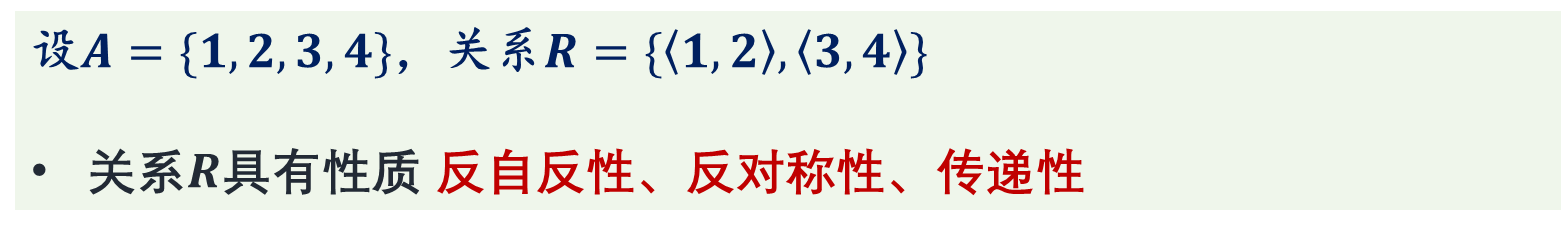 设A = {1, 2, 3, 4}，关系R = {⟨1, 2⟩, ⟨3, 4⟩}
• 关系R具有性质 反自反性、反对称性、传递性